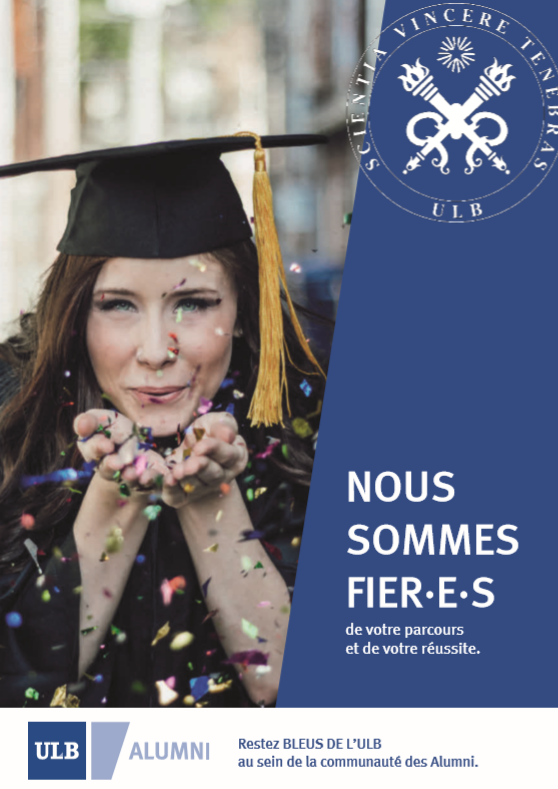 SCIENTIA VINCERE TENEBRAS
ULB
NOUS
SOMMES
FIER·E·S
de votre parcours
et de votre réussite.
ULB ALUMNI
Restez BLEUS DE L'ULB
au sein de la communauté des Alumni.